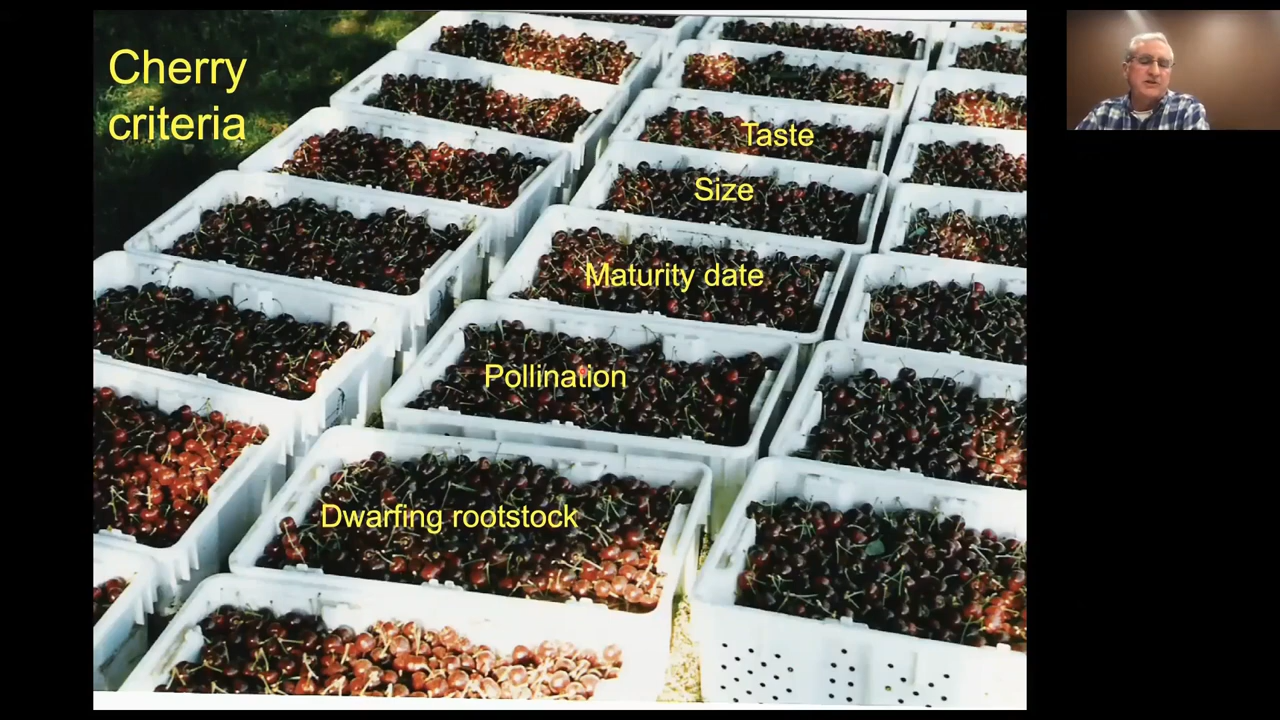 Cherry
criteria
Taste
Size
Maturity date
Pollination
Dwarfing rootstock